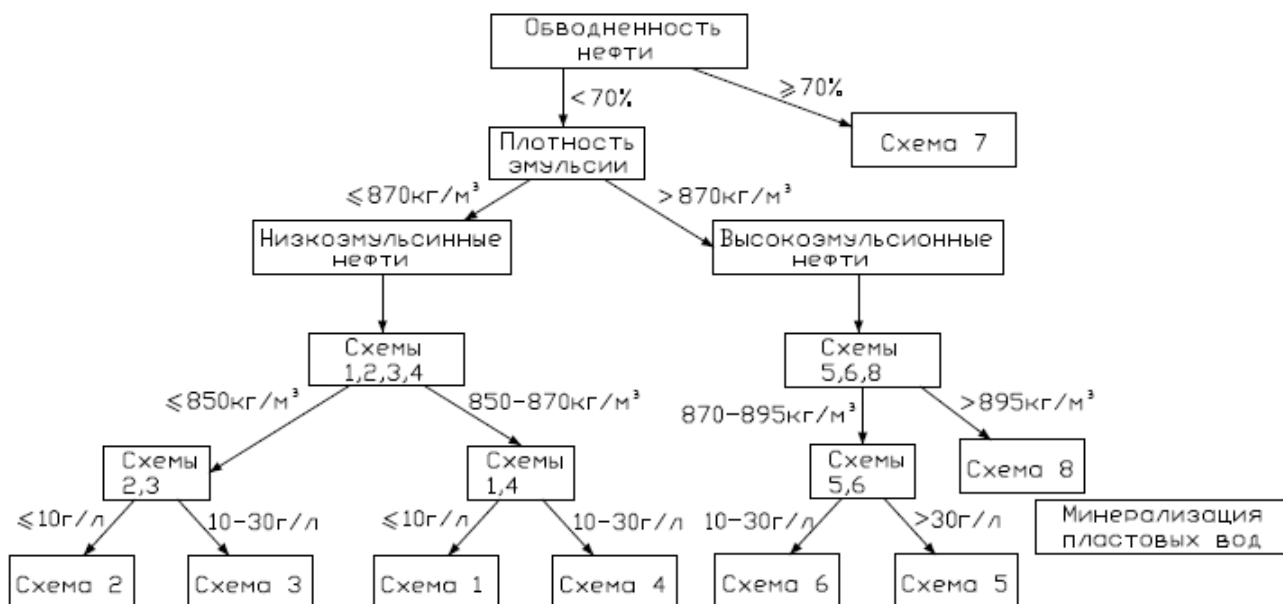 Обводненность
нефти
<70%
≥70%
Схема 7
Плотность
эмульсии
≤870кг/м³
>870кг/м³
Низкоэмульсинные
нефти
Высокоэмульсионные
нефти
Схемы
1,2,3,4
Схемы
5,6,8
≤850кг/м³
850-870кг/м³
870-895кг/м³
>895кг/м³
Схемы
2,3
Схемы
1,4
Схемы
5,6
Схема 8
≤10г/л
10-30г/л
≤10г/л
10-30г/л
10-30г/л
>30г/л
Минерализация
пластовых вод
Схема 2
Схема 3
Схема 1
Схема 4
Схема 6
Схема 5